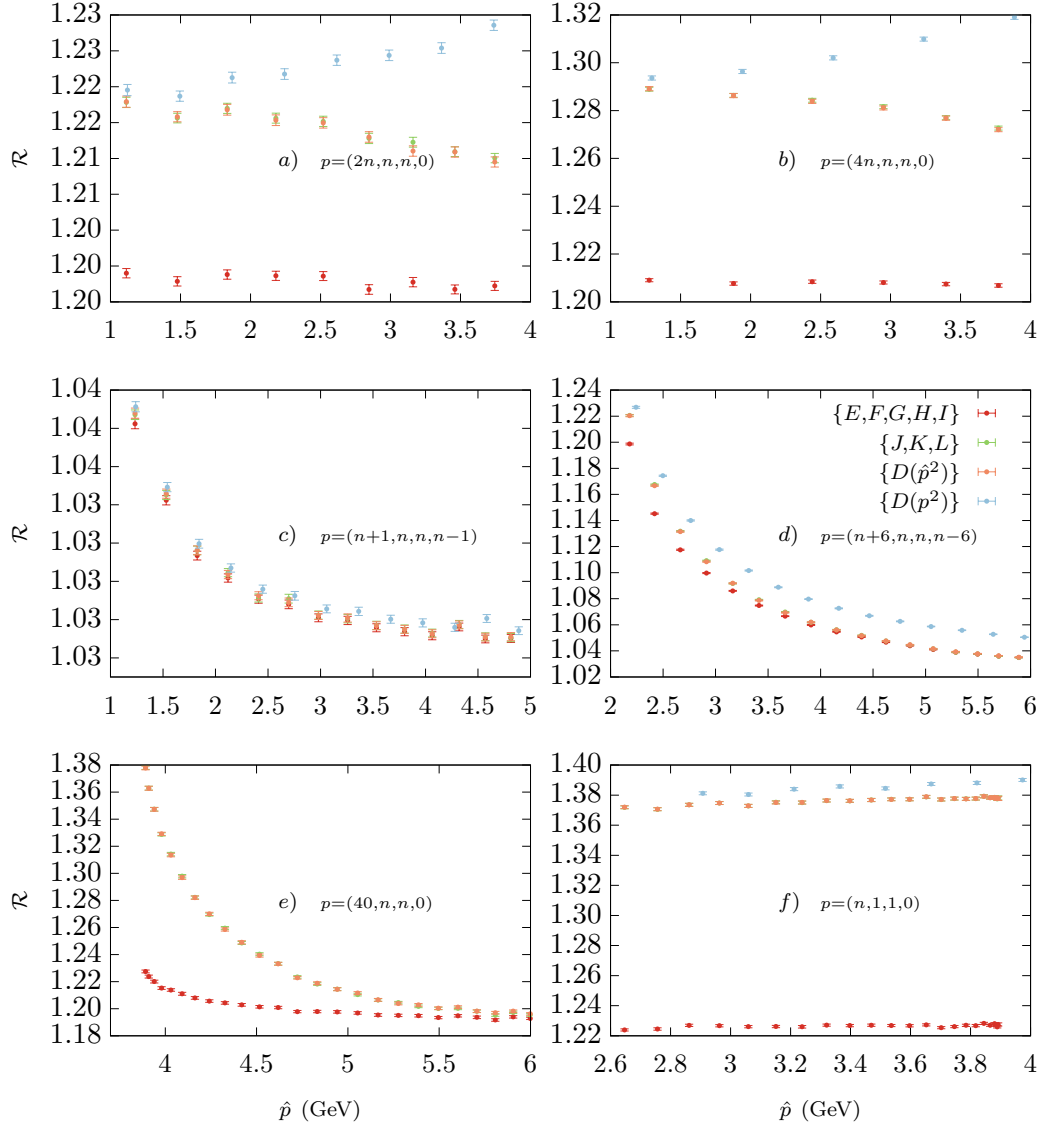 1.23
1.23
1.22
1.22
1.21
1.21
1.20
1.20
1.20
R
a) p=(2n,n,n,0)
1 1.5 2 2.5 3 3.5 4
1.32
1.30
1.28
1.26
1.24
1.22
1.21
1.20
b) p=(4n,n,n,0)
1 1.5 2 2.5 3 3.5 4
1.04
1.04
1.04
1.03
1.03
1.03
1.03
1.03
c) p=(n+1,n,n,n−1)
1 1.5 2 2.5 3 3.5 4 4.5 5
1.24
1.22
1.20
1.18
1.16
1.14
1.12
1.10
1.08
1.06
1.04
1.02
{E,F,G,H,I}
{J,K,L}
{D(p̂²)}
{D(p²)}
d) p=(n+6,n,n,n−6)
2 2.5 3 3.5 4 4.5 5 5.5 6
1.38
1.36
1.34
1.32
1.30
1.28
1.26
1.24
1.22
1.20
1.18
R
e) p=(40,n,n,0)
4 4.5 5 5.5 6
p̂ (GeV)
1.40
1.38
1.36
1.34
1.32
1.30
1.28
1.26
1.24
1.22
f) p=(n,1,1,0)
2.6 2.8 3 3.2 3.4 3.6 3.8 4
p̂ (GeV)